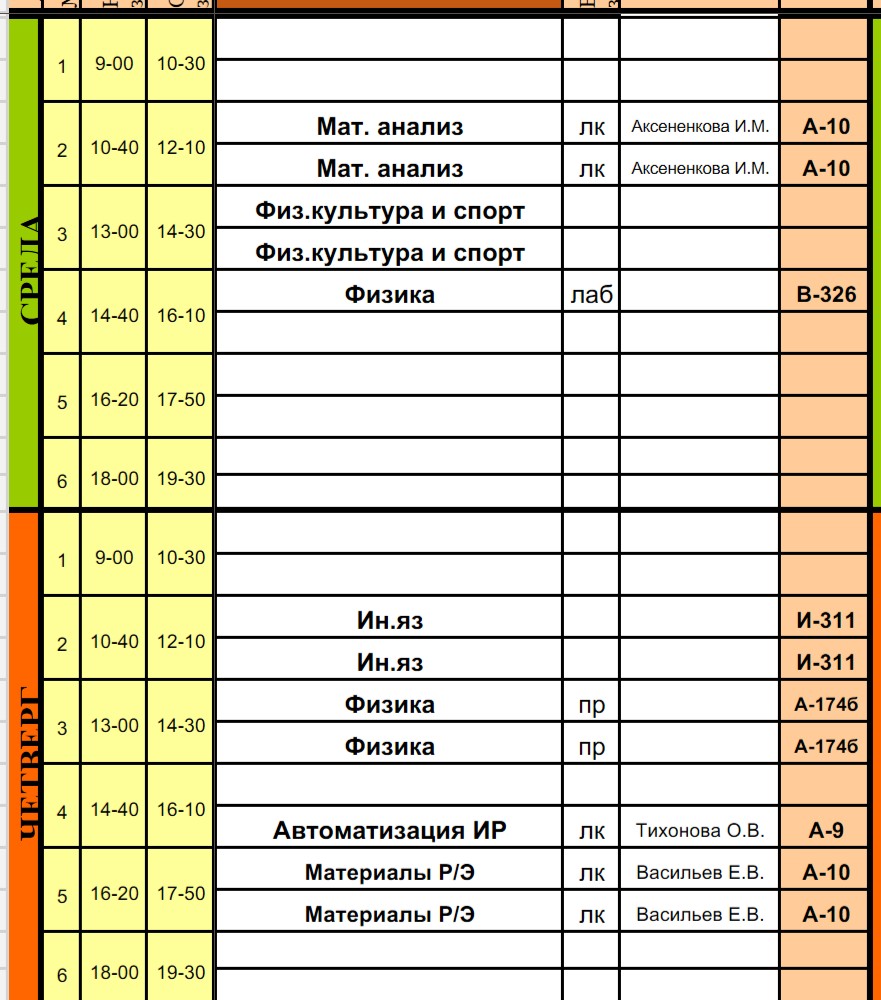 СРЕДА
1 9-00 10-30
2 10-40 12-10 Мат. анализ лк Аксененкова И.М. А-10
Мат. анализ лк Аксененкова И.М. А-10
3 13-00 14-30 Физ.культура и спорт
Физ.культура и спорт
4 14-40 16-10 Физика лаб В-326
5 16-20 17-50
6 18-00 19-30
ЧЕТВЕРГ
1 9-00 10-30
2 10-40 12-10 Ин.яз И-311
Ин.яз И-311
3 13-00 14-30 Физика пр А-174б
Физика пр А-174б
4 14-40 16-10
Автоматизация ИР лк Тихонова О.В. А-9
5 16-20 17-50 Материалы Р/Э лк Васильев Е.В. А-10
Материалы Р/Э лк Васильев Е.В. А-10
6 18-00 19-30